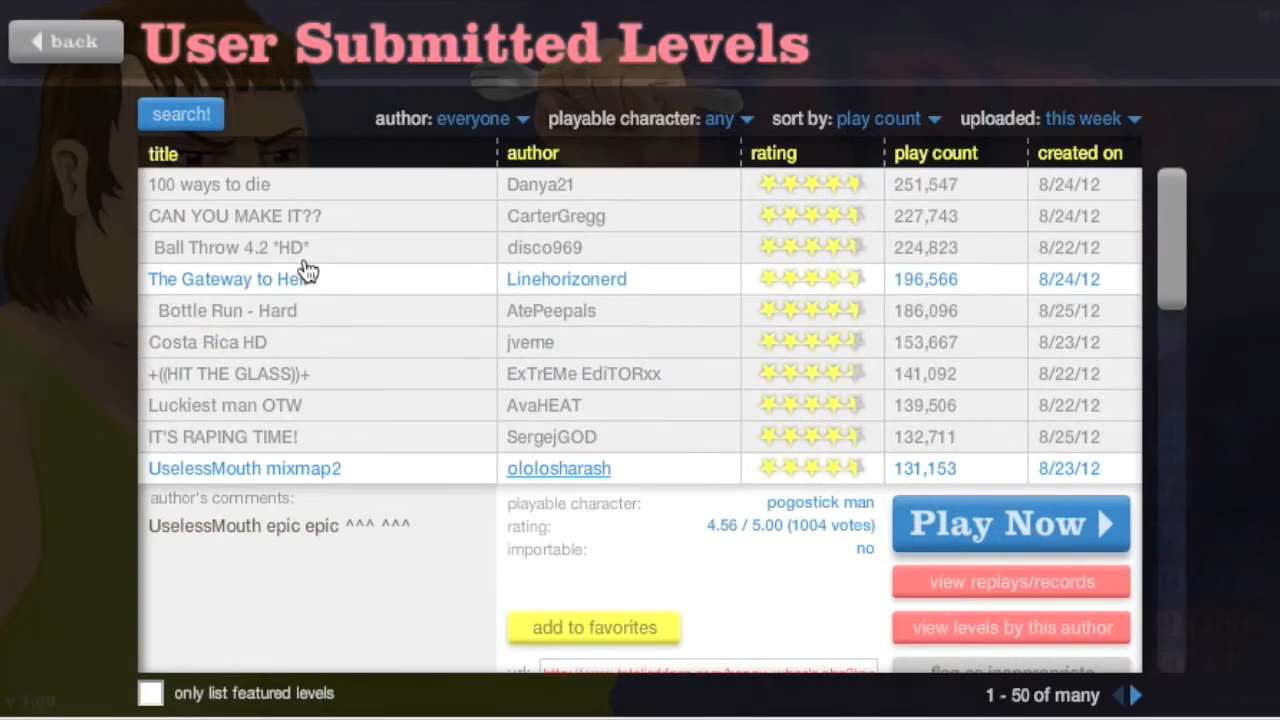 back
User Submitted Levels
search!
author: everyone playable character: any sort by: play count uploaded: this week
title author rating play count created on
100 ways to die Danya21 251,547 8/24/12
CAN YOU MAKE IT?? CarterGregg 227,743 8/24/12
Ball Throw 4.2 *HD* disco969 224,823 8/22/12
The Gateway to Linehorizonerd 196,566 8/24/12
Bottle Run - Hard AtePeepals 186,096 8/25/12
Costa Rica HD jverne 153,667 8/23/12
+((HIT THE GLASS))+ ExTrEMe EdiTORxx 141,092 8/22/12
Luckiest man OTW AvaHEAT 139,506 8/22/12
IT'S RAPING TIME! SergejGOD 132,711 8/25/12
UselessMouth mixmap2 ololosharash 131,153 8/23/12
author's comments:
UselessMouth epic epic ^^^ ^^^
playable character: pogostick man
rating: 4.56 / 5.00 (1004 votes)
importable: no
Play Now
view replays/records
add to favorites
view levels by this author
only list featured levels
1 - 50 of many